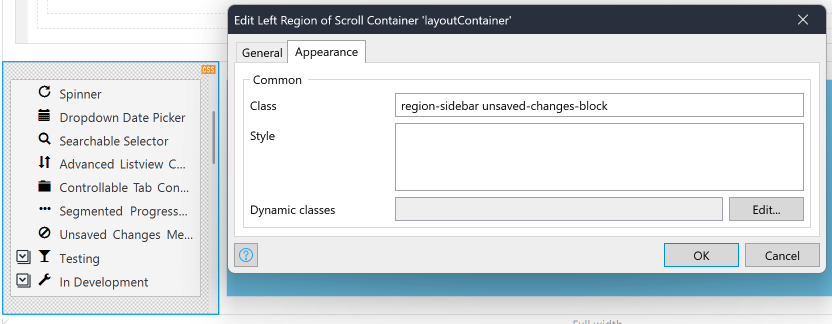 Edit Left Region of Scroll Container 'layoutContainer'
General
Appearance
Common
Class
region-sidebar unsaved-changes-block
Style
Dynamic classes
Edit...
?
OK
Cancel
CSS
Spinner
Dropdown Date Picker
Searchable Selector
Advanced Listview C...
Controllable Tab Con...
Segmented Progress...
Unsaved Changes Me...
Testing
In Development
Full width